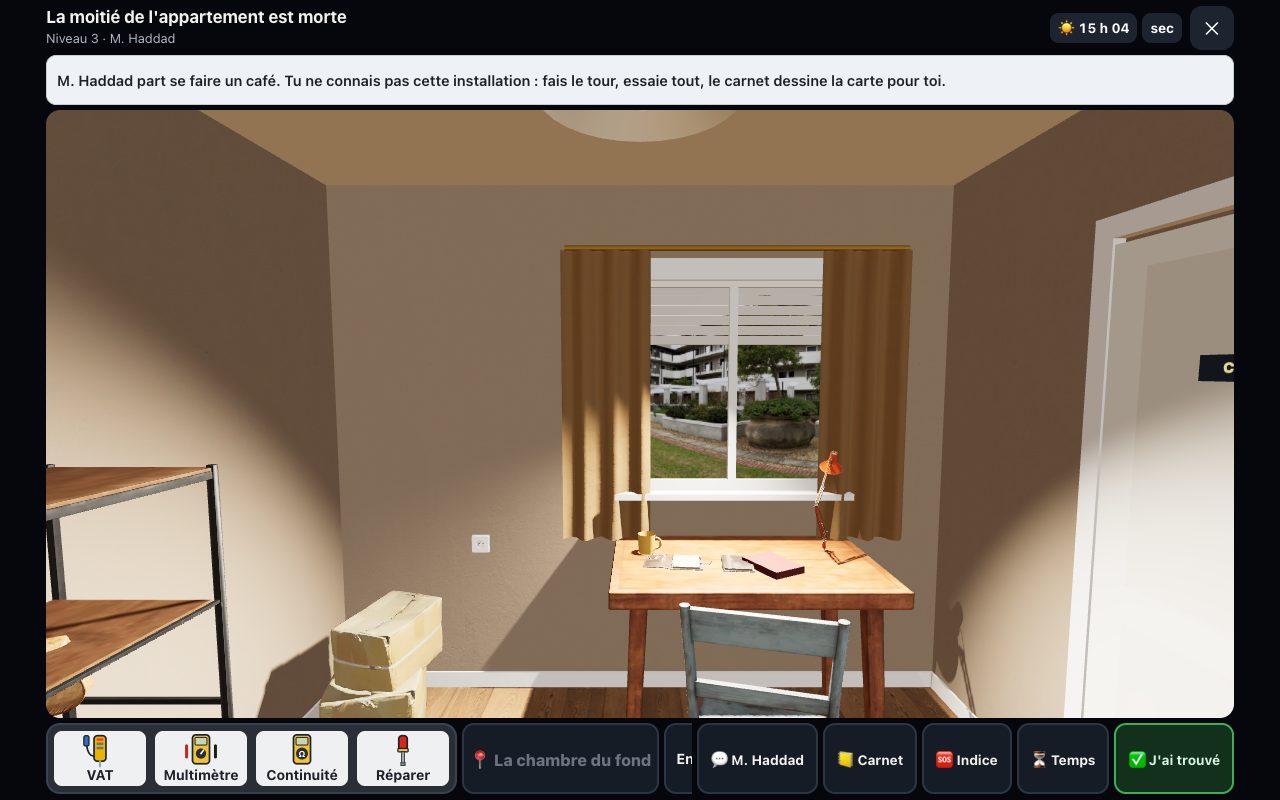 La moitié de l'appartement est morte
Niveau 3 · M. Haddad
15 h 04
sec
M. Haddad part se faire un café. Tu ne connais pas cette installation : fais le tour, essaie tout, le carnet dessine la carte pour toi.
C
VAT
Multimètre
Continuité
Réparer
La chambre du fond
En
M. Haddad
Carnet
SOS
Indice
Temps
J'ai trouvé